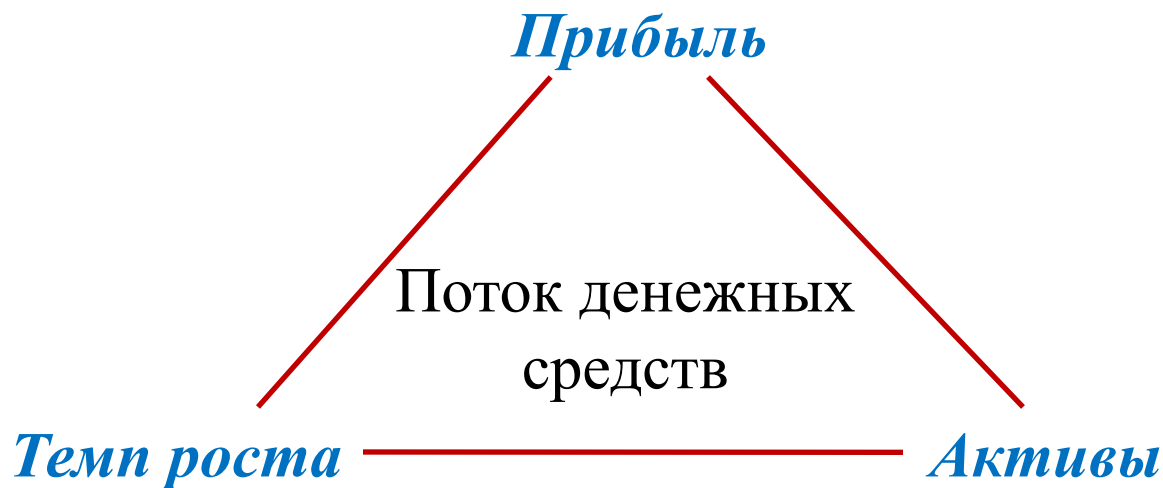 Прибыль
Поток денежных
средств
Темп роста
Активы